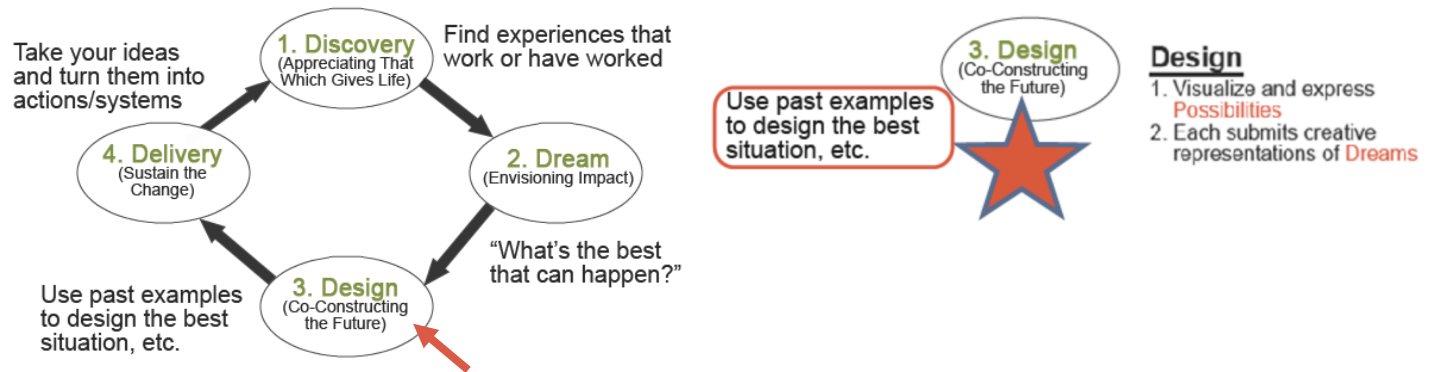 1. Discovery
(Appreciating That
Which Gives Life)
Find experiences that
work or have worked
Take your ideas
and turn them into
actions/systems
2. Dream
(Envisioning Impact)
4. Delivery
(Sustain the
Change)
“What’s the best
that can happen?”
3. Design
(Co-Constructing
the Future)
Use past examples
to design the best
situation, etc.
3. Design
(Co-Constructing
the Future)
Use past examples
to design the best
situation, etc.
Design
1. Visualize and express
Possibilities
2. Each submits creative
representations of Dreams